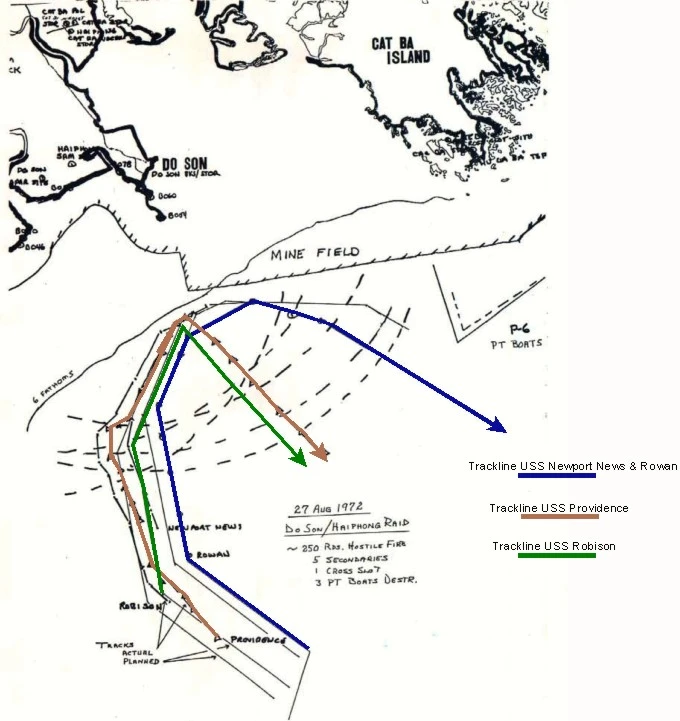 CAT BA
ISLAND
HAIPHONG
SAM
DO SON
DO SON
B060
B054
B046
MINE FIELD
P-6
PT BOATS
6 FATHOMS
Trackline USS Newport News & Rowan
Trackline USS Providence
Trackline USS Robison
27 AUG 1972
DO SON/HAIPHONG RAID
~ 250 RDS. HOSTILE FIRE
5 SECONDARIES
1 CROSS SLOT
3 PT BOATS DESTR.
NEWPORT NEWS
ROWAN
ROBISON
PROVIDENCE
TRACKS
ACTUAL
PLANNED